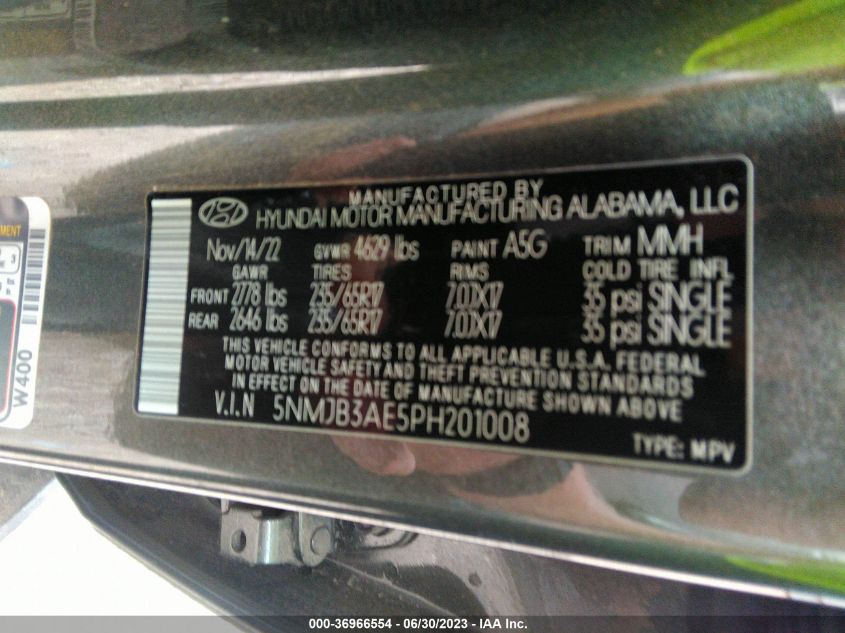 MANUFACTURED BY
HYUNDAI MOTOR MANUFACTURING ALABAMA, LLC
Nov/14/22 GVWR 4629 lbs PAINT A5G TRIM MMH
GAWR TIRES RIMS COLD TIRE INFL
FRONT 2778 lbs 235/65R17 7.0JX17 35 psi SINGLE
REAR 2646 lbs 235/65R17 7.0JX17 35 psi SINGLE
THIS VEHICLE CONFORMS TO ALL APPLICABLE U.S.A. FEDERAL
MOTOR VEHICLE SAFETY AND THEFT PREVENTION STANDARDS
IN EFFECT ON THE DATE OF MANUFACTURE SHOWN ABOVE
V.I.N 5NMJB3AE5PH201008
TYPE: MPV
W400
000-36966554 - 06/30/2023 - IAA Inc.